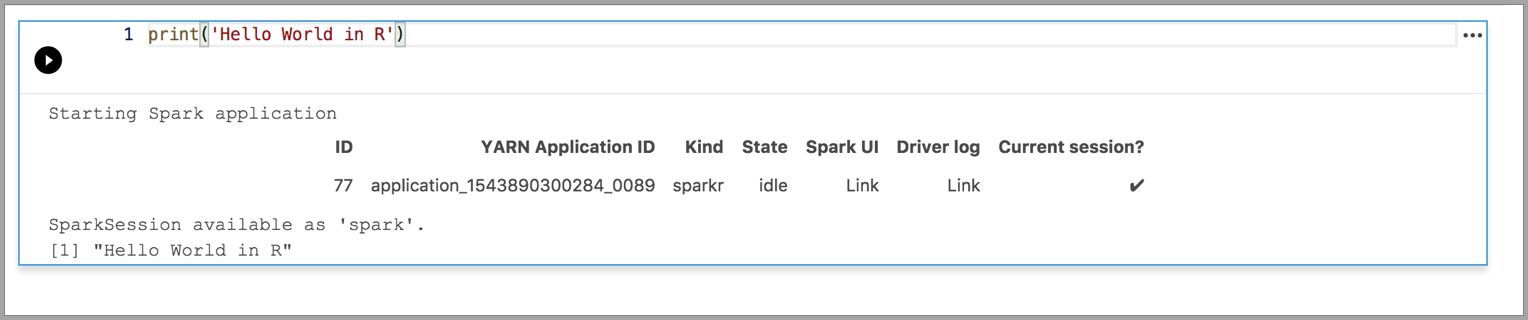 1 print('Hello World in R')
Starting Spark application
ID YARN Application ID Kind State Spark UI Driver log Current session?
77 application_1543890300284_0089 sparkr idle Link Link ✔
SparkSession available as 'spark'.
[1] "Hello World in R"